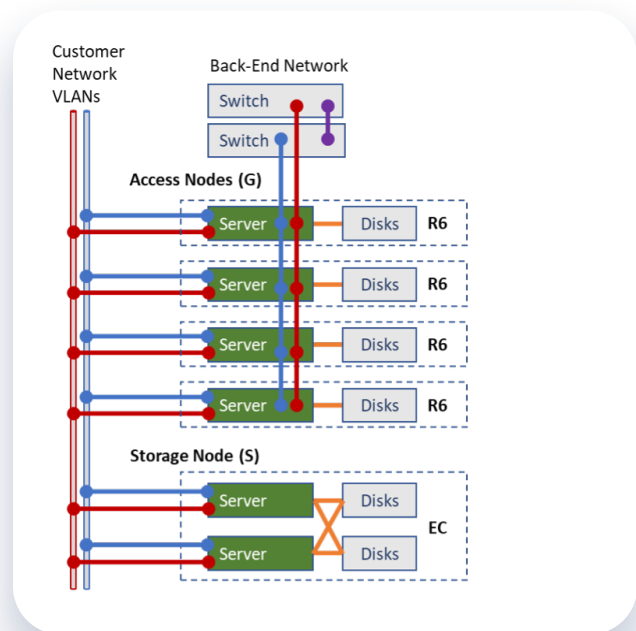 Customer
Network
VLANs
Back-End Network
Switch
Switch
Access Nodes (G)
Server Disks R6
Server Disks R6
Server Disks R6
Server Disks R6
Storage Node (S)
Server Disks
EC
Server Disks